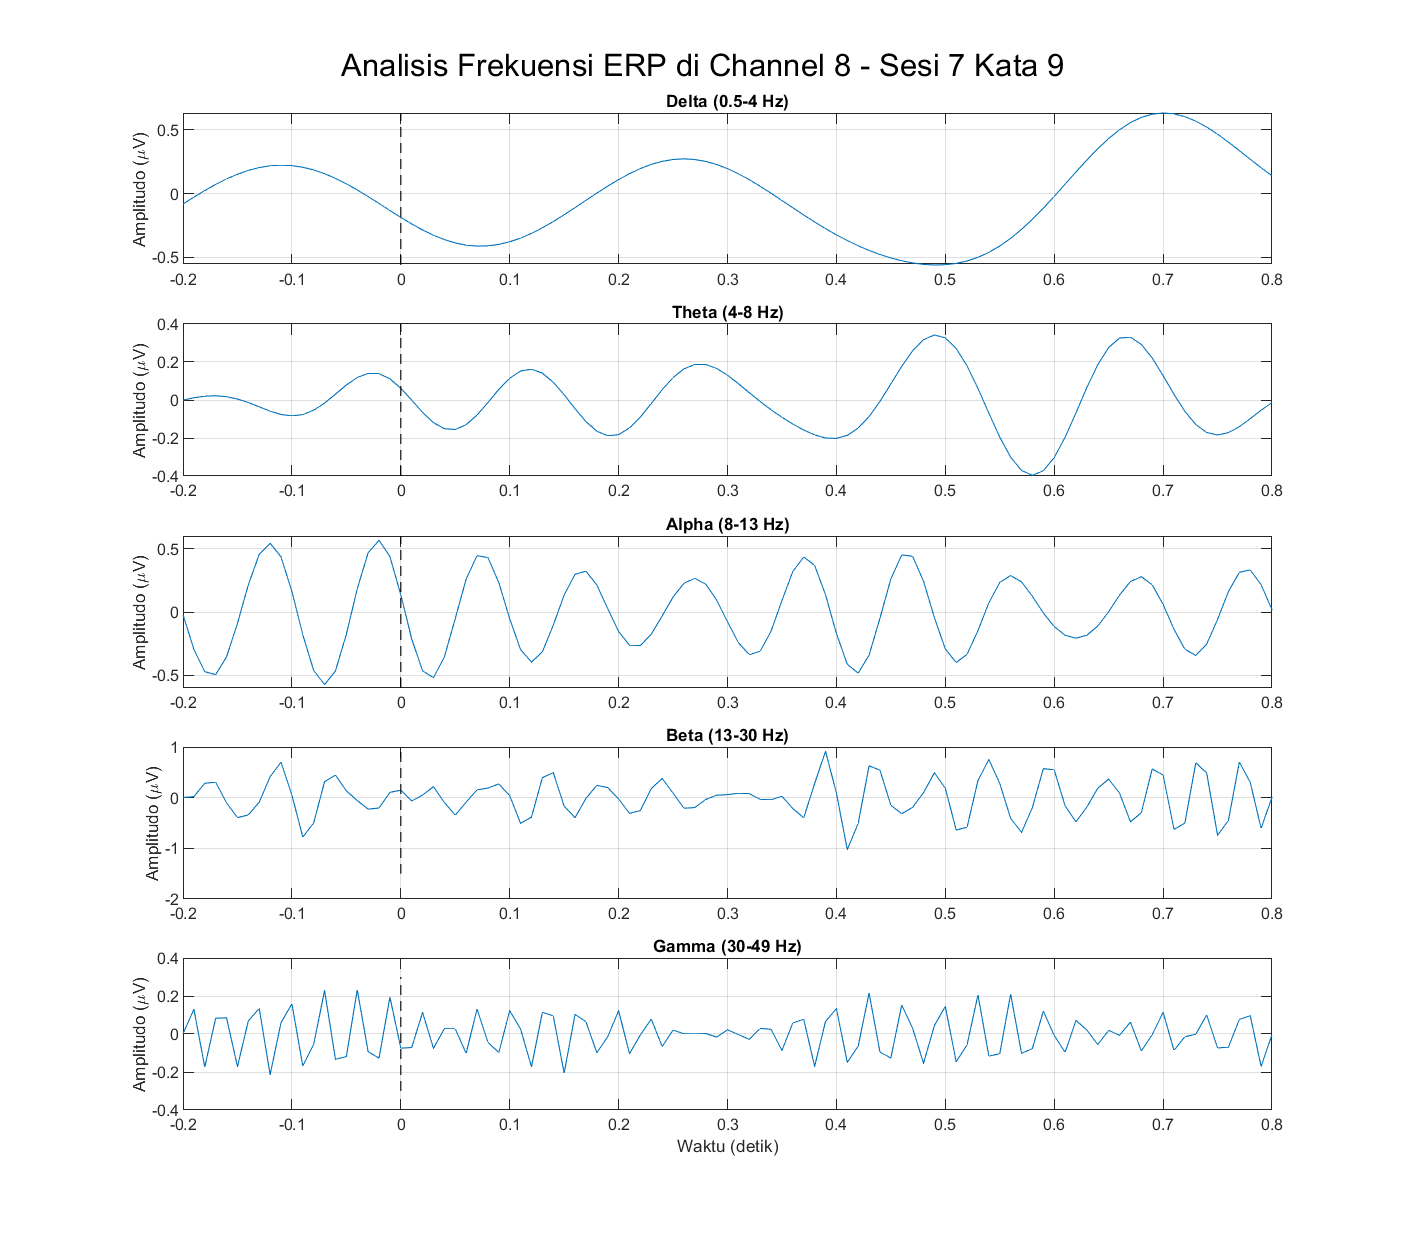 Analisis Frekuensi ERP di Channel 8 - Sesi 7 Kata 9
Delta (0.5-4 Hz)
Amplitudo (μV)
0.5
0
-0.5
-0.2 -0.1 0 0.1 0.2 0.3 0.4 0.5 0.6 0.7 0.8
Theta (4-8 Hz)
Amplitudo (μV)
0.4
0.2
0
-0.2
-0.4
-0.2 -0.1 0 0.1 0.2 0.3 0.4 0.5 0.6 0.7 0.8
Alpha (8-13 Hz)
Amplitudo (μV)
0.5
0
-0.5
-0.2 -0.1 0 0.1 0.2 0.3 0.4 0.5 0.6 0.7 0.8
Beta (13-30 Hz)
Amplitudo (μV)
1
0
-1
-2
-0.2 -0.1 0 0.1 0.2 0.3 0.4 0.5 0.6 0.7 0.8
Gamma (30-49 Hz)
Amplitudo (μV)
0.4
0.2
0
-0.2
-0.4
-0.2 -0.1 0 0.1 0.2 0.3 0.4 0.5 0.6 0.7 0.8
Waktu (detik)